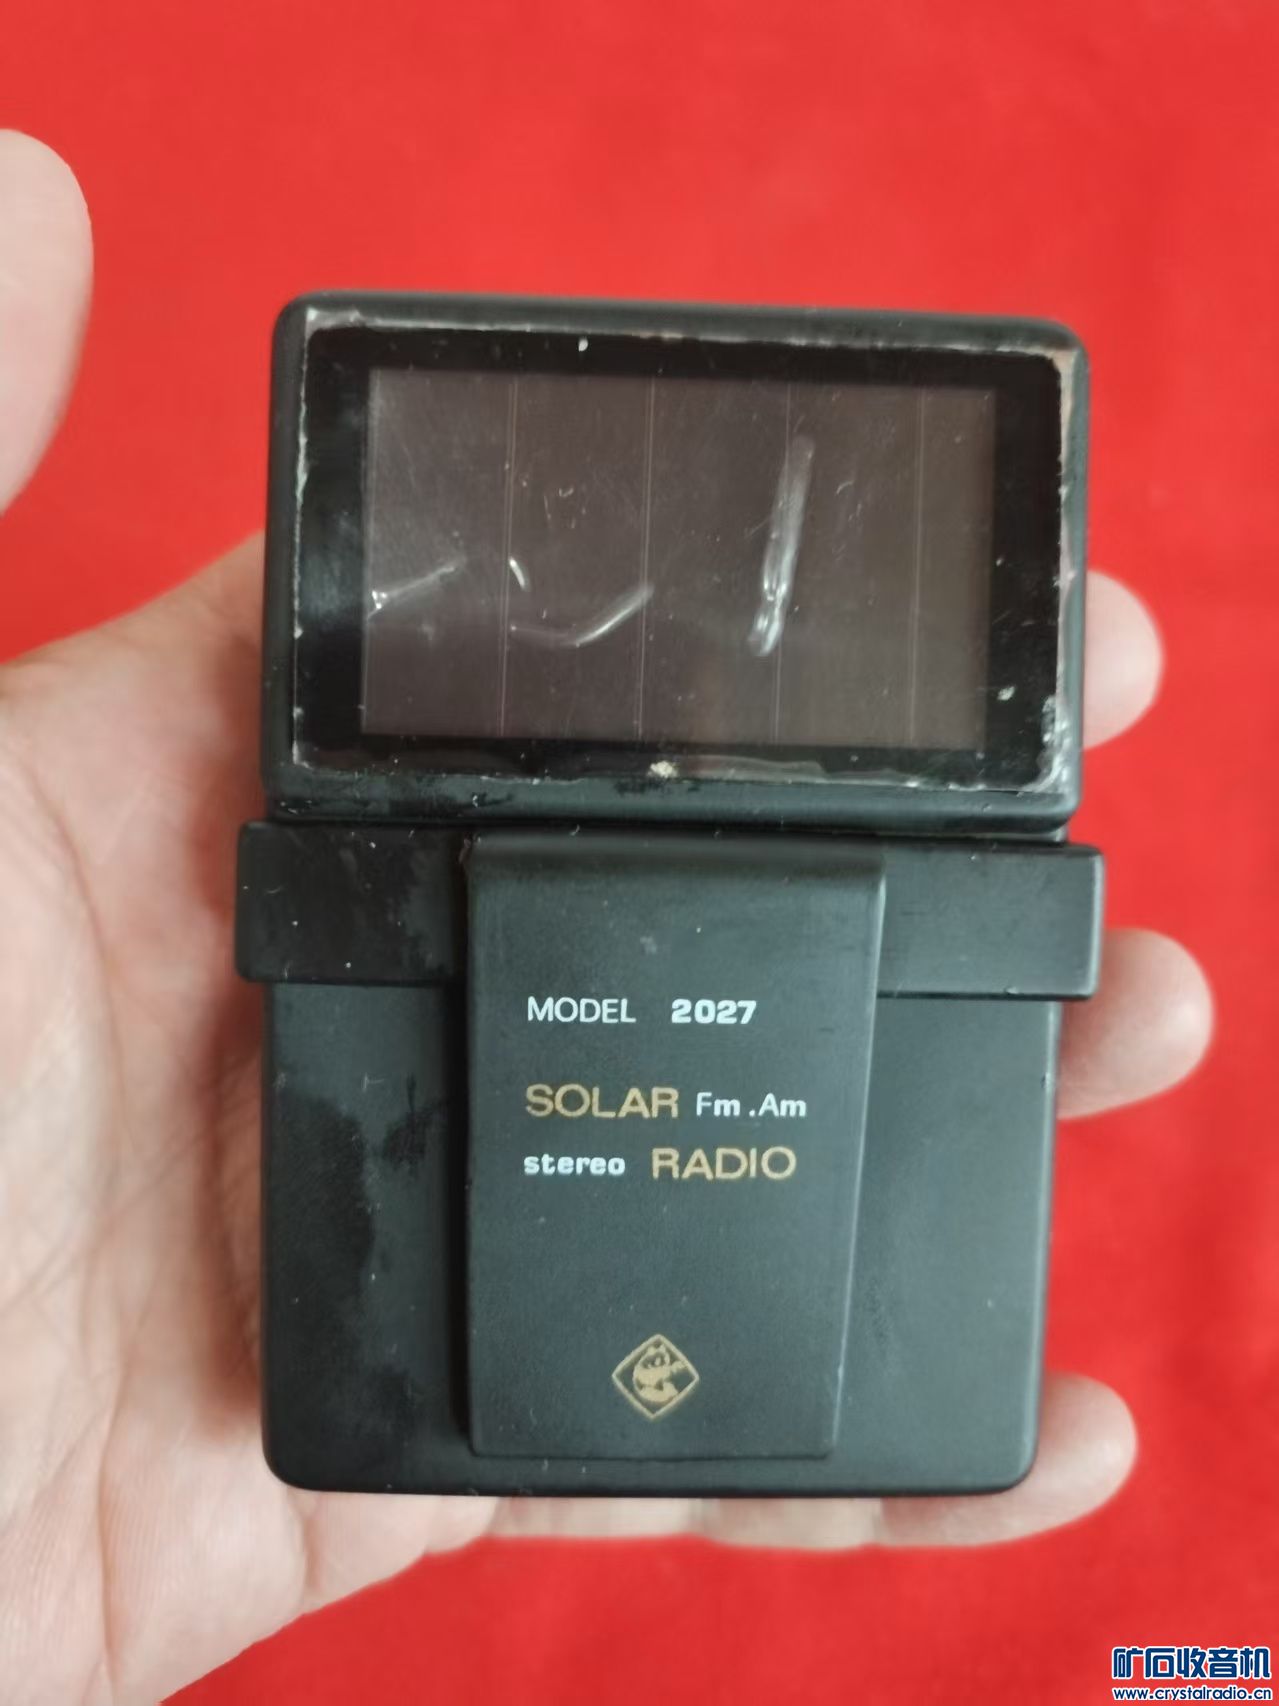 MODEL 2027
SOLAR Fm.Am
stereo RADIO
矿石收音机
www.crystalradio.cn